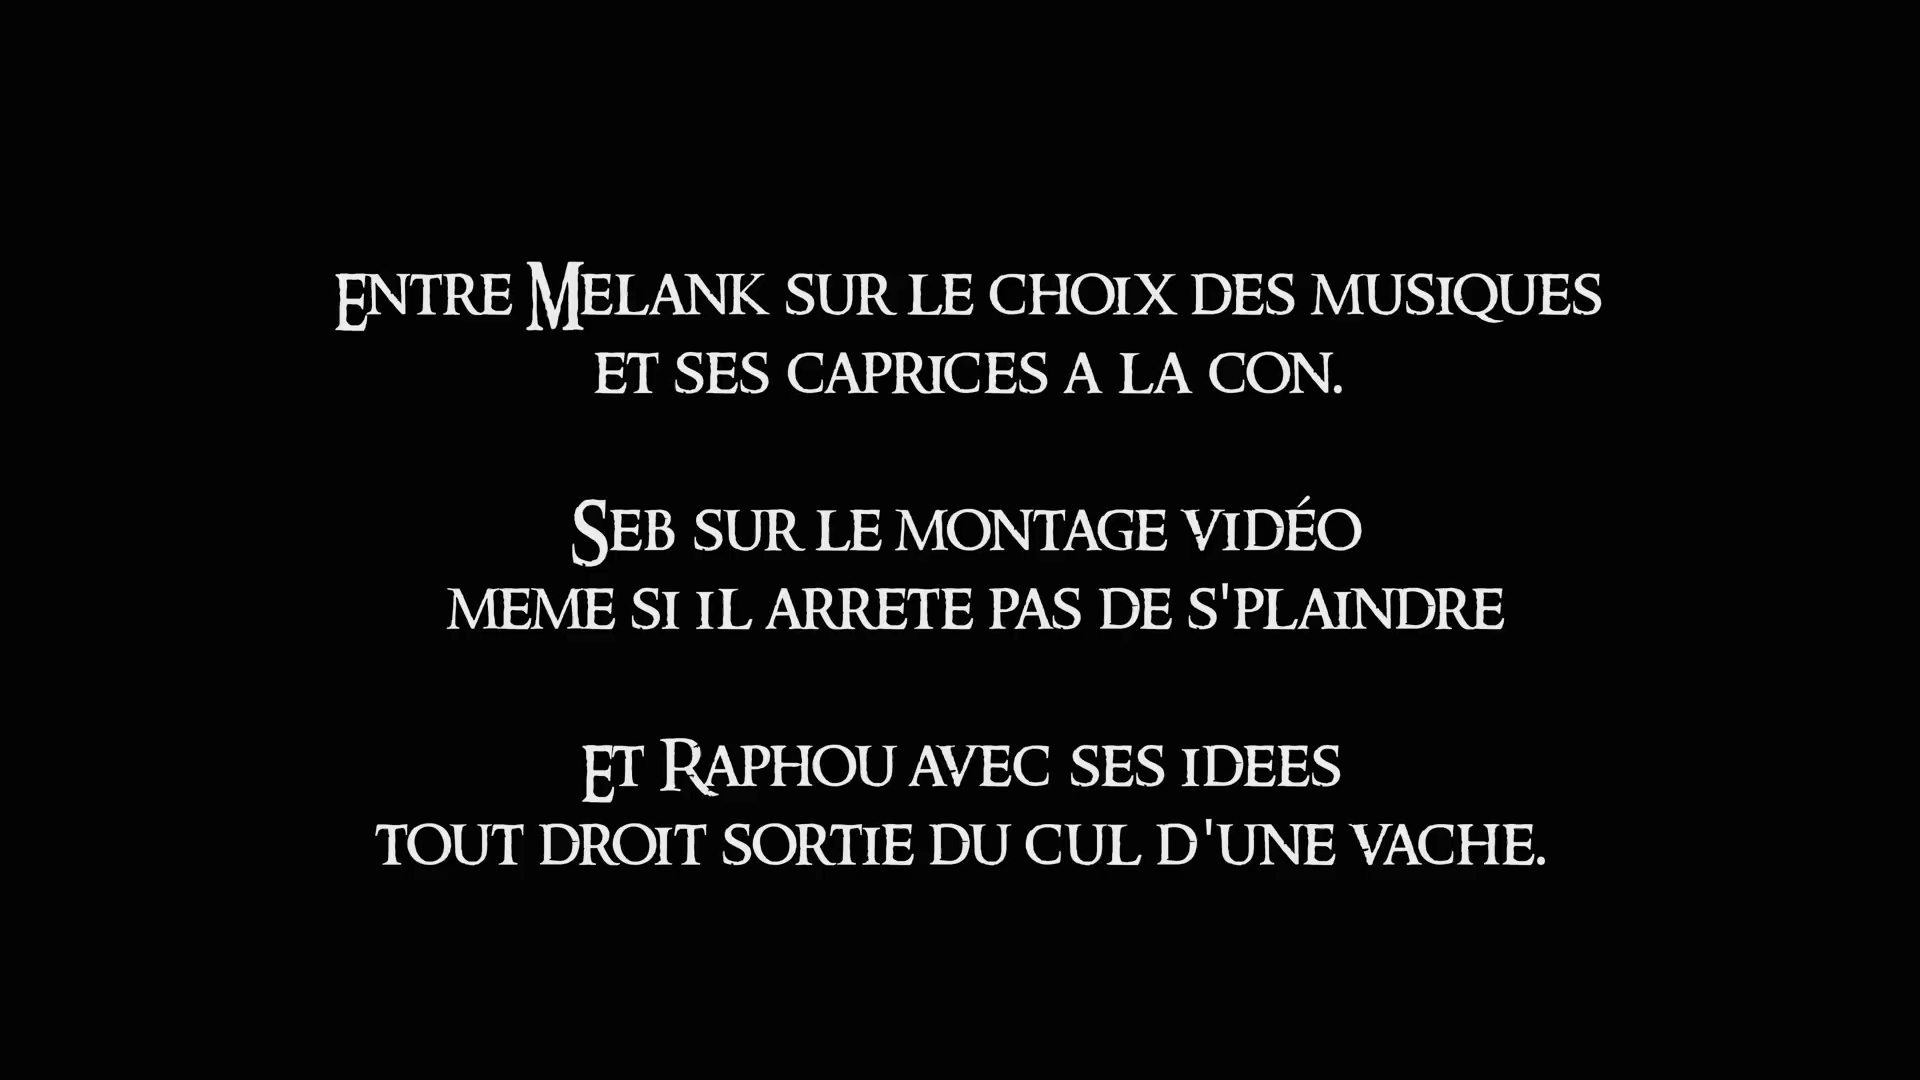 Entre Melank sur le choix des musiques
et ses caprices a la con.
Seb sur le montage vidéo
meme si il arrete pas de s'plaindre
Et Raphou avec ses idees
tout droit sortie du cul d'une vache.